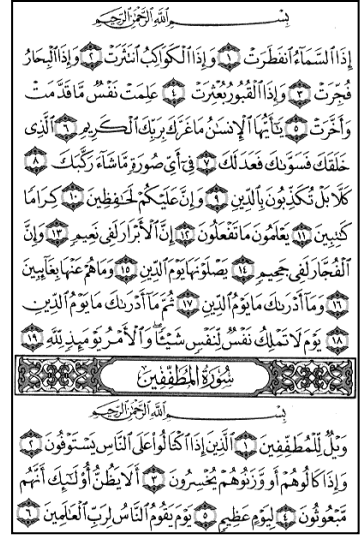 بِسْمِ ٱللَّهِ ٱلرَّحْمَٰنِ ٱلرَّحِيمِ
إِذَا ٱلسَّمَآءُ ٱنفَطَرَتْ ١ وَإِذَا ٱلْكَوَاكِبُ ٱنتَثَرَتْ ٢ وَإِذَا ٱلْبِحَارُ
فُجِّرَتْ ٣ وَإِذَا ٱلْقُبُورُ بُعْثِرَتْ ٤ عَلِمَتْ نَفْسٌ مَّا قَدَّمَتْ
وَأَخَّرَتْ ٥ يَٰٓأَيُّهَا ٱلْإِنسَٰنُ مَا غَرَّكَ بِرَبِّكَ ٱلْكَرِيمِ ٦ ٱلَّذِى
خَلَقَكَ فَسَوَّىٰكَ فَعَدَلَكَ ٧ فِىٓ أَىِّ صُورَةٍ مَّا شَآءَ رَكَّبَكَ ٨
كَلَّا بَلْ تُكَذِّبُونَ بِٱلدِّينِ ٩ وَإِنَّ عَلَيْكُمْ لَحَٰفِظِينَ ١٠ كِرَامًا
كَٰتِبِينَ ١١ يَعْلَمُونَ مَا تَفْعَلُونَ ١٢ إِنَّ ٱلْأَبْرَارَ لَفِى نَعِيمٍ ١٣ وَإِنَّ
ٱلْفُجَّارَ لَفِى جَحِيمٍ ١٤ يَصْلَوْنَهَا يَوْمَ ٱلدِّينِ ١٥ وَمَا هُمْ عَنْهَا بِغَآئِبِينَ
١٦ وَمَآ أَدْرَىٰكَ مَا يَوْمُ ٱلدِّينِ ١٧ ثُمَّ مَآ أَدْرَىٰكَ مَا يَوْمُ ٱلدِّينِ
١٨ يَوْمَ لَا تَمْلِكُ نَفْسٌ لِّنَفْسٍ شَيْـًٔا ۖ وَٱلْأَمْرُ يَوْمَئِذٍ لِّلَّهِ ١٩
سُورَةُ المُطَفِّفِينَ
بِسْمِ ٱللَّهِ ٱلرَّحْمَٰنِ ٱلرَّحِيمِ
وَيْلٌ لِّلْمُطَفِّفِينَ ١ ٱلَّذِينَ إِذَا ٱكْتَالُوا۟ عَلَى ٱلنَّاسِ يَسْتَوْفُونَ ٢
وَإِذَا كَالُوهُمْ أَو وَّزَنُوهُمْ يُخْسِرُونَ ٣ أَلَا يَظُنُّ أُو۟لَٰٓئِكَ أَنَّهُم
مَّبْعُوثُونَ ٤ لِيَوْمٍ عَظِيمٍ ٥ يَوْمَ يَقُومُ ٱلنَّاسُ لِرَبِّ ٱلْعَٰلَمِينَ ٦